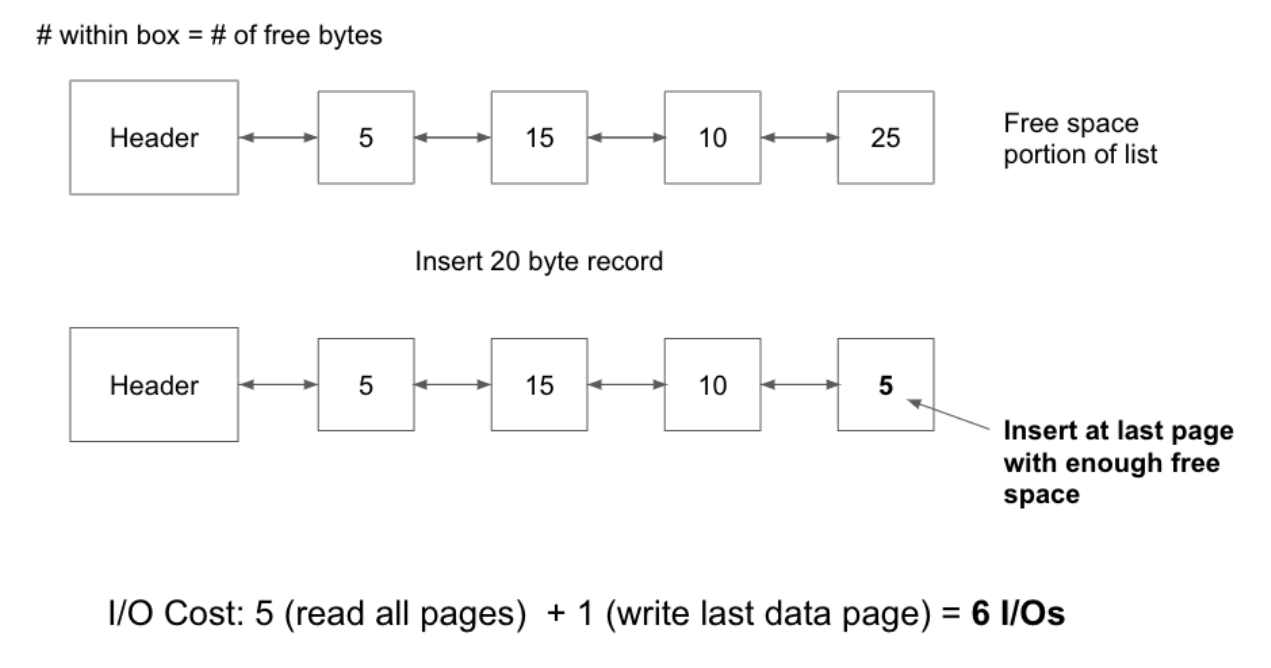 # within box = # of free bytes
Header
5
15
10
25
Free space
portion of list
Insert 20 byte record
Header
5
15
10
5
Insert at last page
with enough free
space
I/O Cost: 5 (read all pages)  + 1 (write last data page) = 6 I/Os